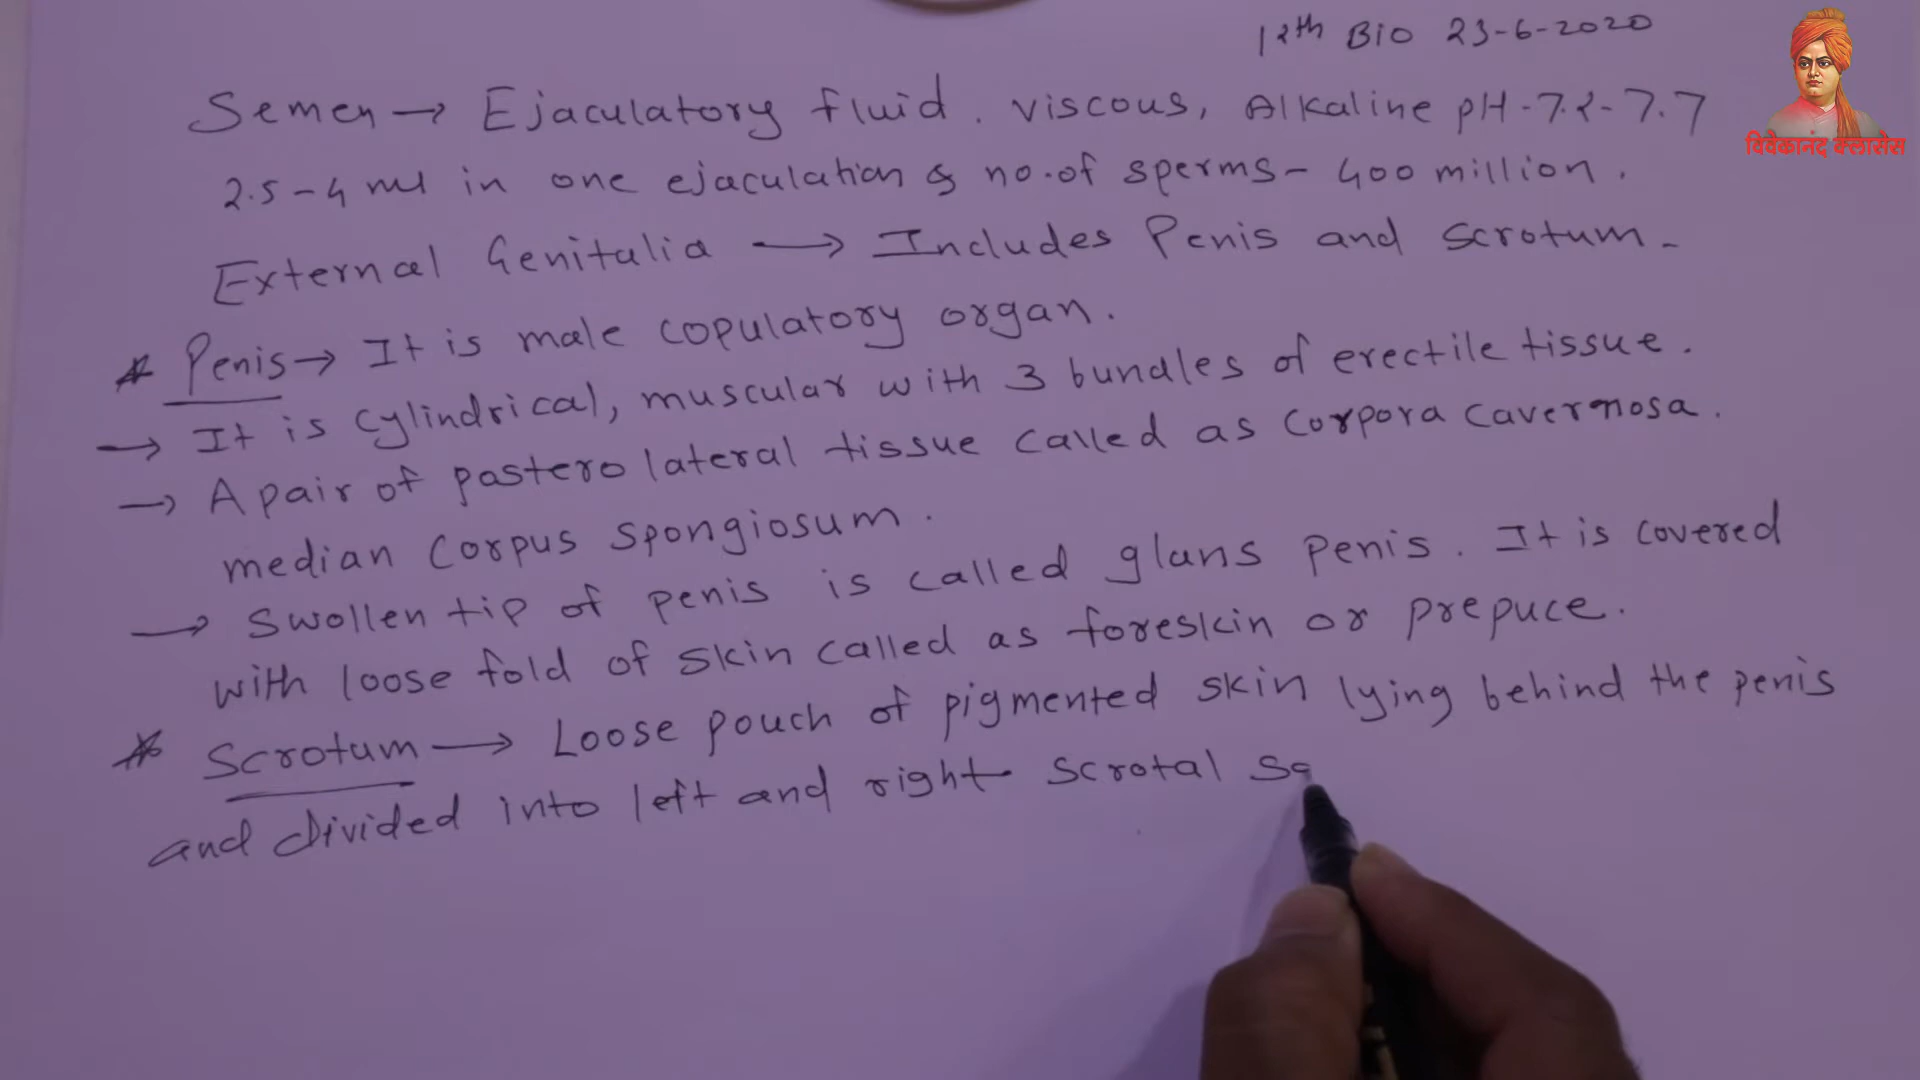 12th Bio 23-6-2020
विवेकानंद क्लासेस
Semen → Ejaculatory fluid. viscous, Alkaline pH-7.2-7.7
2.5-4 ml in one ejaculation & no. of sperms- 400 million.
External Genitalia → Includes Penis and scrotum-
* Penis → It is male copulatory organ.
→ It is cylindrical, muscular with 3 bundles of erectile tissue.
→ A pair of postero lateral tissue called as corpora cavernosa.
median corpus spongiosum.
→ Swollen tip of penis is called glans penis. It is covered
with loose fold of skin called as foreskin or prepuce.
* Scrotum → Loose pouch of pigmented skin lying behind the penis
and divided into left and right scrotal sa